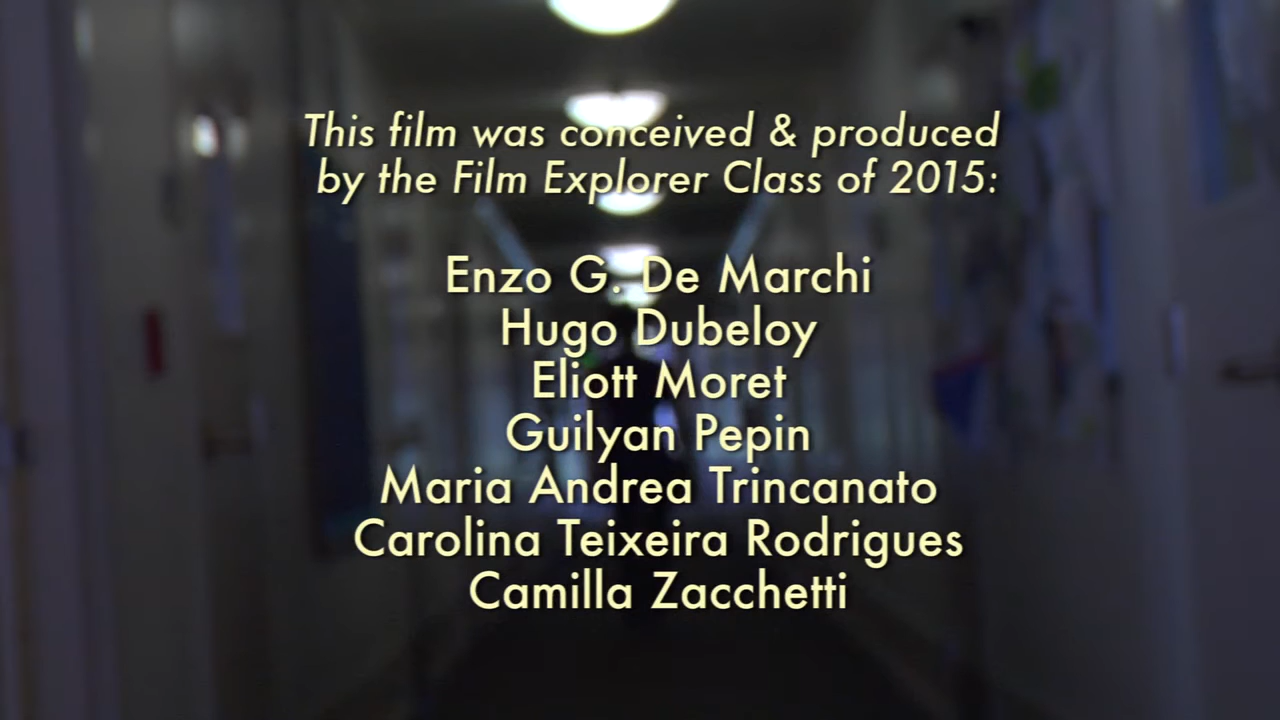 This film was conceived & produced
by the Film Explorer Class of 2015:
Enzo G. De Marchi
Hugo Dubeloy
Eliott Moret
Guilyan Pepin
Maria Andrea Trincanato
Carolina Teixeira Rodrigues
Camilla Zacchetti